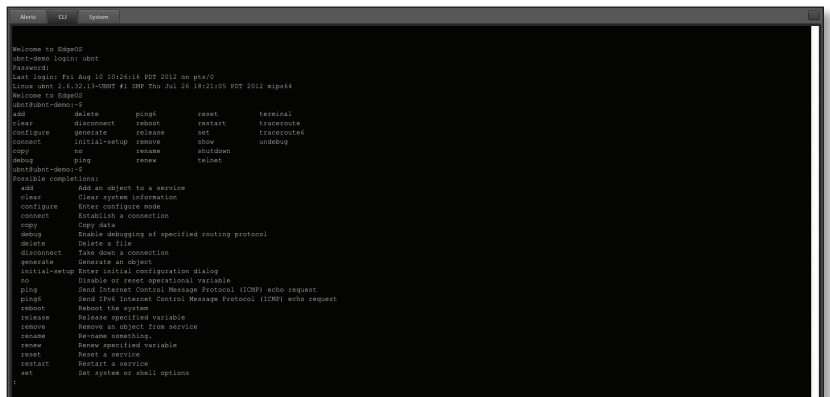 Alerts CLI System
Welcome to EdgeOS
ubnt-demo login: ubnt
Password:
Last login: Fri Aug 10 10:26:16 PDT 2012 on pts/0
Linux ubnt 2.6.32.13-UBNT #1 SMP Thu Jul 26 18:21:05 PDT 2012 mips64
Welcome to EdgeOS
ubnt@ubnt-demo:~$
add delete ping6 reset terminal
clear disconnect reboot restart traceroute
configure generate release set traceroute6
connect initial-setup remove show undebug
copy no rename shutdown
debug ping renew telnet
ubnt@ubnt-demo:~$
Possible completions:
add Add an object to a service
clear Clear system information
configure Enter configure mode
connect Establish a connection
copy Copy data
debug Enable debugging of specified routing protocol
delete Delete a file
disconnect Take down a connection
generate Generate an object
initial-setup Enter initial configuration dialog
no Disable or reset operational variable
ping Send Internet Control Message Protocol (ICMP) echo request
ping6 Send IPv6 Internet Control Message Protocol (ICMP) echo request
reboot Reboot the system
release Release specified variable
remove Remove an object from service
rename Re-name something.
renew Renew specified variable
reset Reset a service
restart Restart a service
set Set system or shell options
: